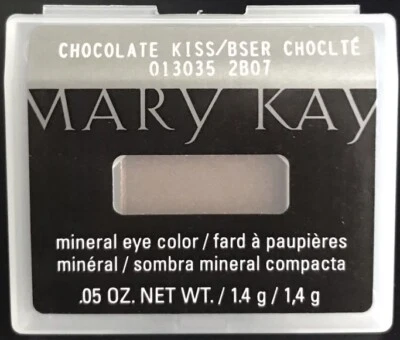 CHOCOLATE KISS/BSER CHOCLTÉ
013035 2B07
MARY KAY
mineral eye color / fard à paupières
minéral / sombra mineral compacta
.05 OZ. NET WT. / 1.4 g / 1,4 g